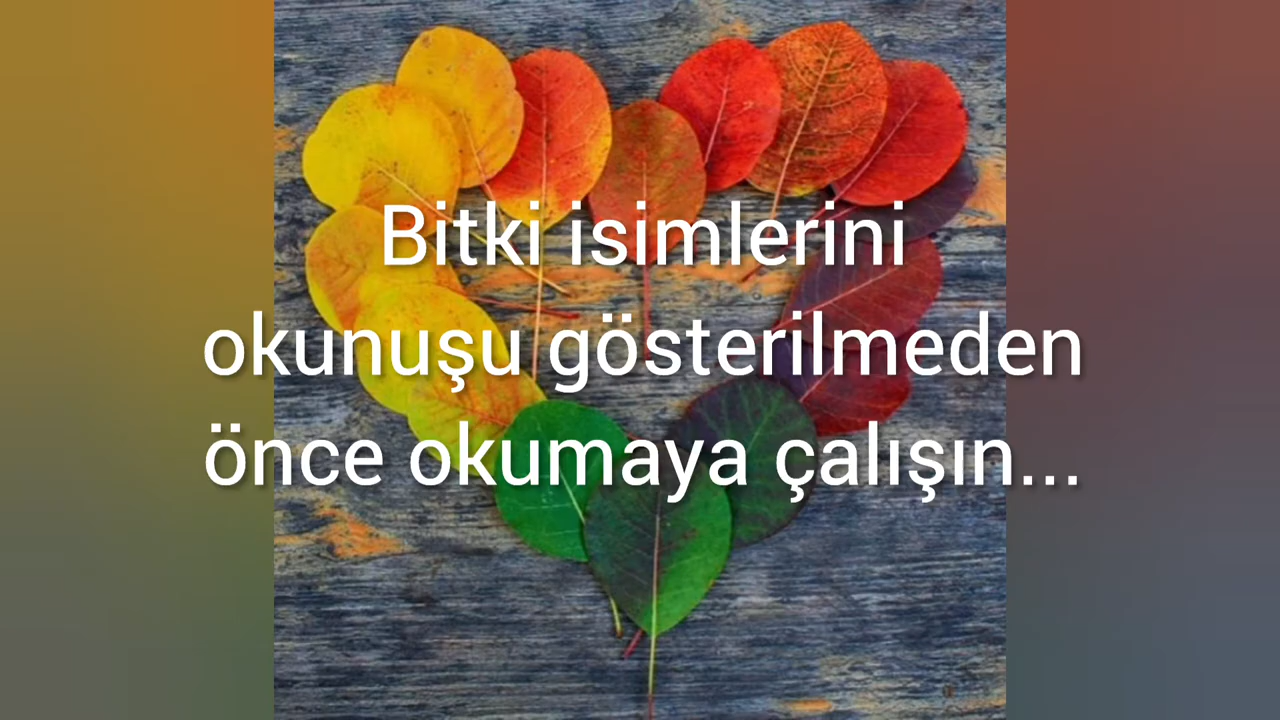 Bitki isimlerini
okunuşu gösterilmeden
önce okumaya çalışın...